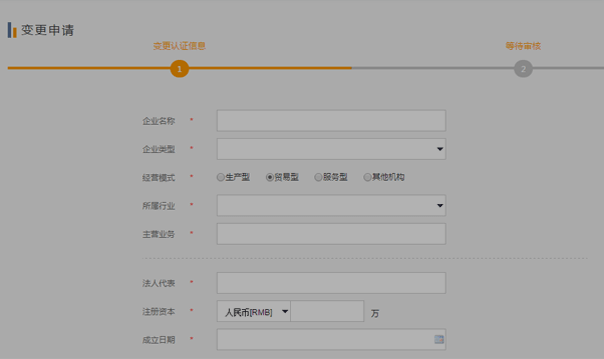 变更申请
变更认证信息 等待审核
1 2
企业名称 *
企业类型 *
经营模式 * 生产型 贸易型 服务型 其他机构
所属行业 *
主营业务 *
法人代表 *
注册资本 * 人民币[RMB] 万
成立日期 *